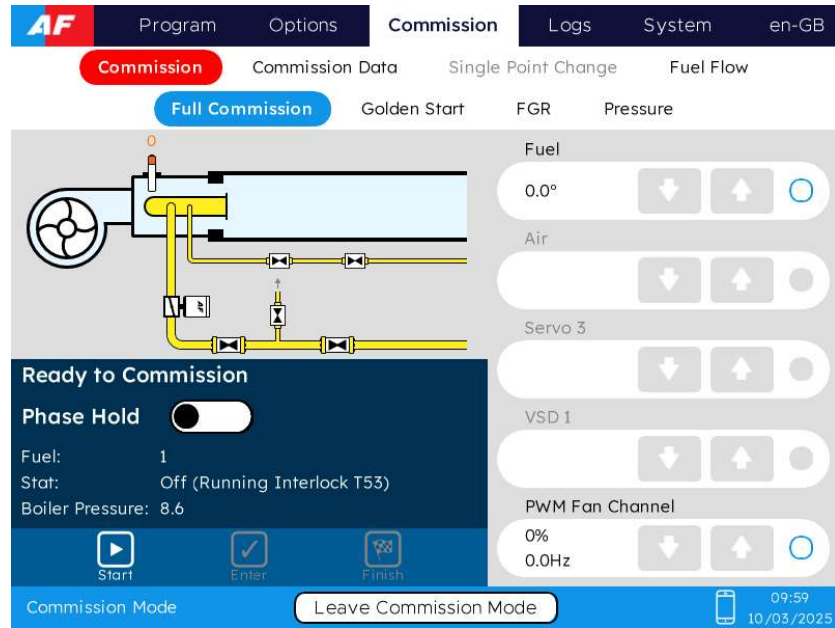 AF Program Options Commission Logs System en-GB
Commission Commission Data Single Point Change Fuel Flow
Full Commission Golden Start FGR Pressure
0
Fuel
0.0°
Air
Servo 3
VSD 1
PWM Fan Channel
0%
0.0Hz
Ready to Commission
Phase Hold
Fuel: 1
Stat: Off (Running Interlock T53)
Boiler Pressure: 8.6
Start Enter Finish
Commission Mode Leave Commission Mode 09:59
10/03/2025